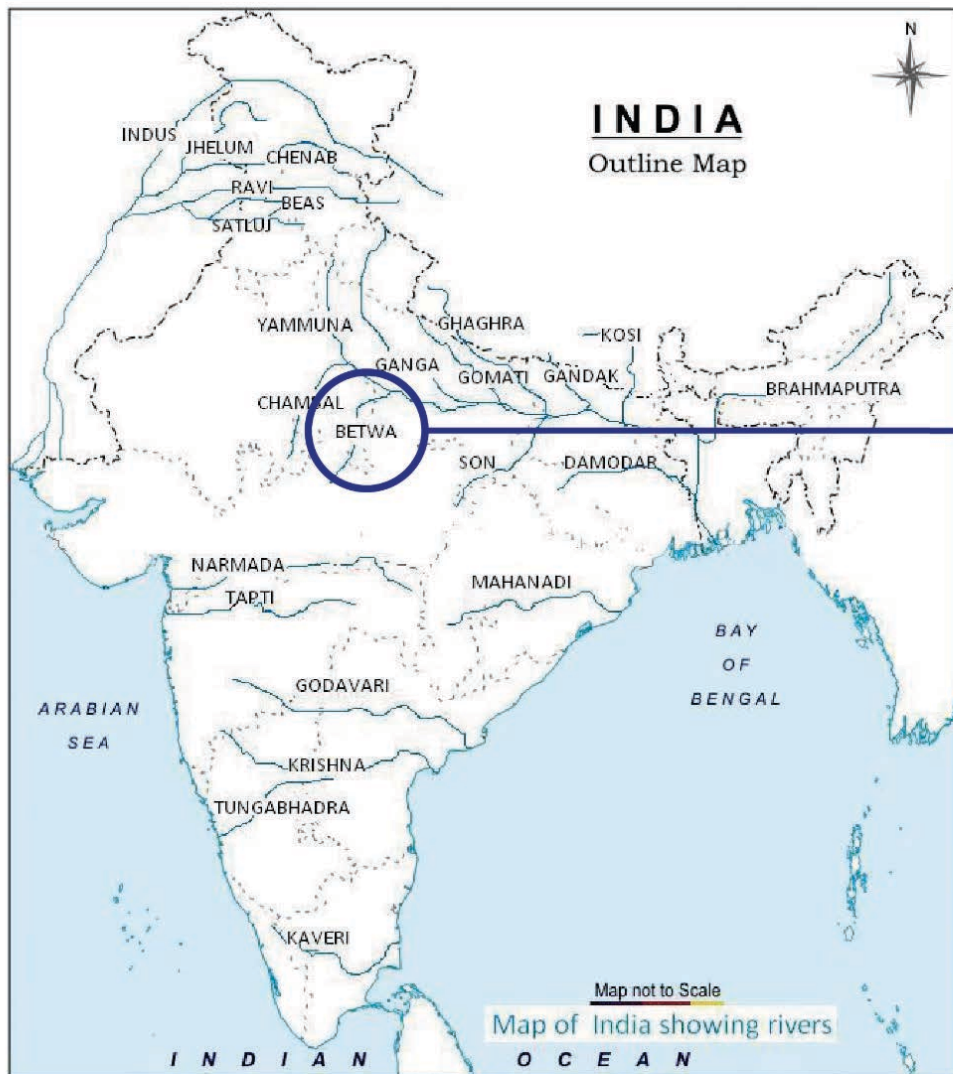 N
INDIA
Outline Map
INDUS
JHELUM
CHENAB
RAVI
BEAS
SATLUJ
YAMMUNA
GHAGHRA
KOSI
GANGA
GOMATI
GANDAK
BRAHMAPUTRA
CHAMBAL
BETWA
SON
DAMODAR
NARMADA
TAPTI
MAHANADI
BAY
OF
BENGAL
GODAVARI
ARABIAN
SEA
KRISHNA
TUNGABHADRA
KAVERI
Map not to Scale
Map of India showing rivers
INDIAN OCEAN